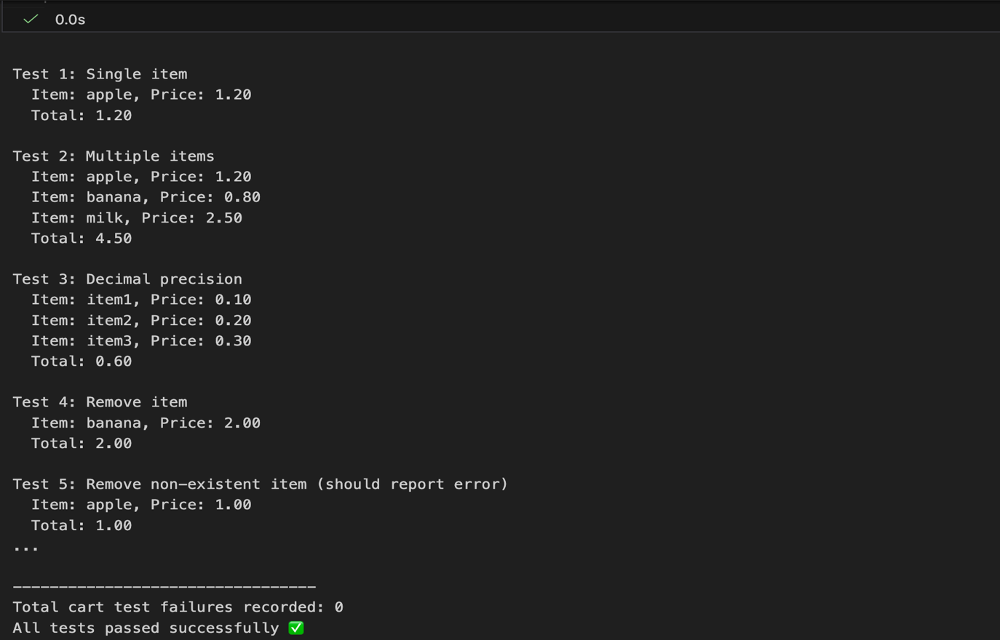 0.0s
Test 1: Single item
Item: apple, Price: 1.20
Total: 1.20
Test 2: Multiple items
Item: apple, Price: 1.20
Item: banana, Price: 0.80
Item: milk, Price: 2.50
Total: 4.50
Test 3: Decimal precision
Item: item1, Price: 0.10
Item: item2, Price: 0.20
Item: item3, Price: 0.30
Total: 0.60
Test 4: Remove item
Item: banana, Price: 2.00
Total: 2.00
Test 5: Remove non-existent item (should report error)
Item: apple, Price: 1.00
Total: 1.00
...
---------------------------------
Total cart test failures recorded: 0
All tests passed successfully ✅